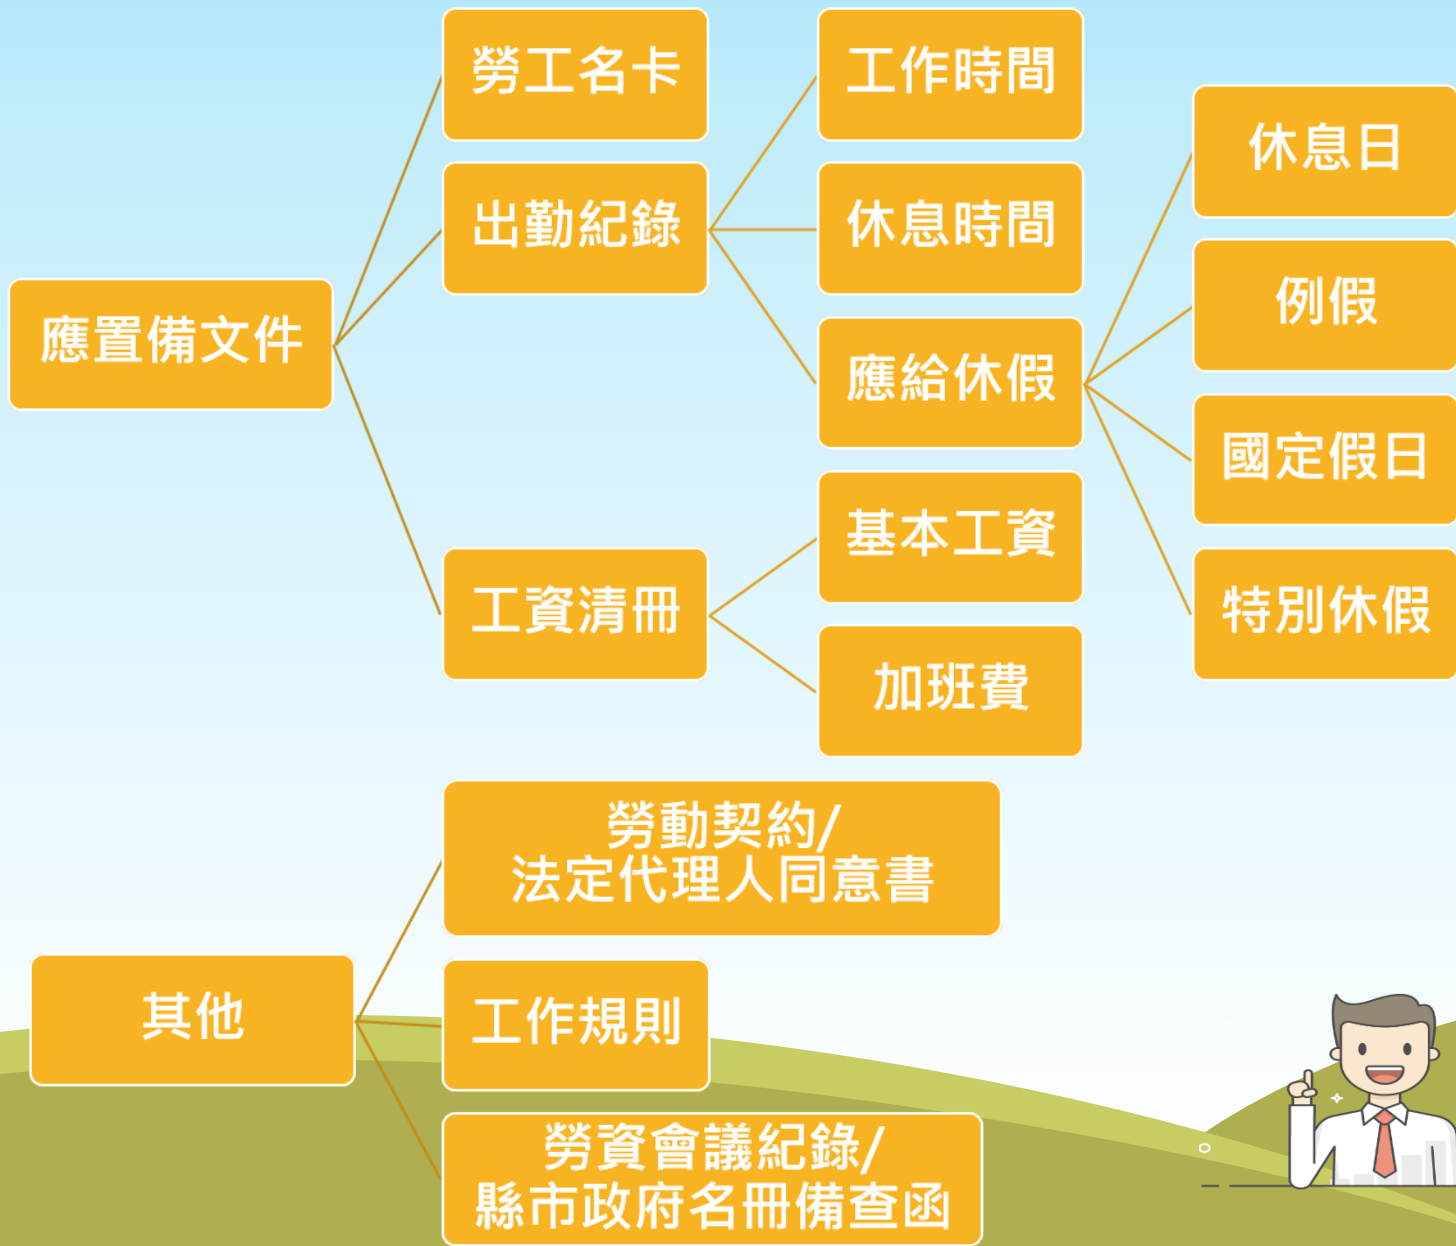 應置備文件
勞工名卡
出勤紀錄
工作時間
休息時間
應給休假
休息日
例假
國定假日
特別休假
工資清冊
基本工資
加班費
其他
勞動契約/
法定代理人同意書
工作規則
勞資會議紀錄/
縣市政府名冊備查函